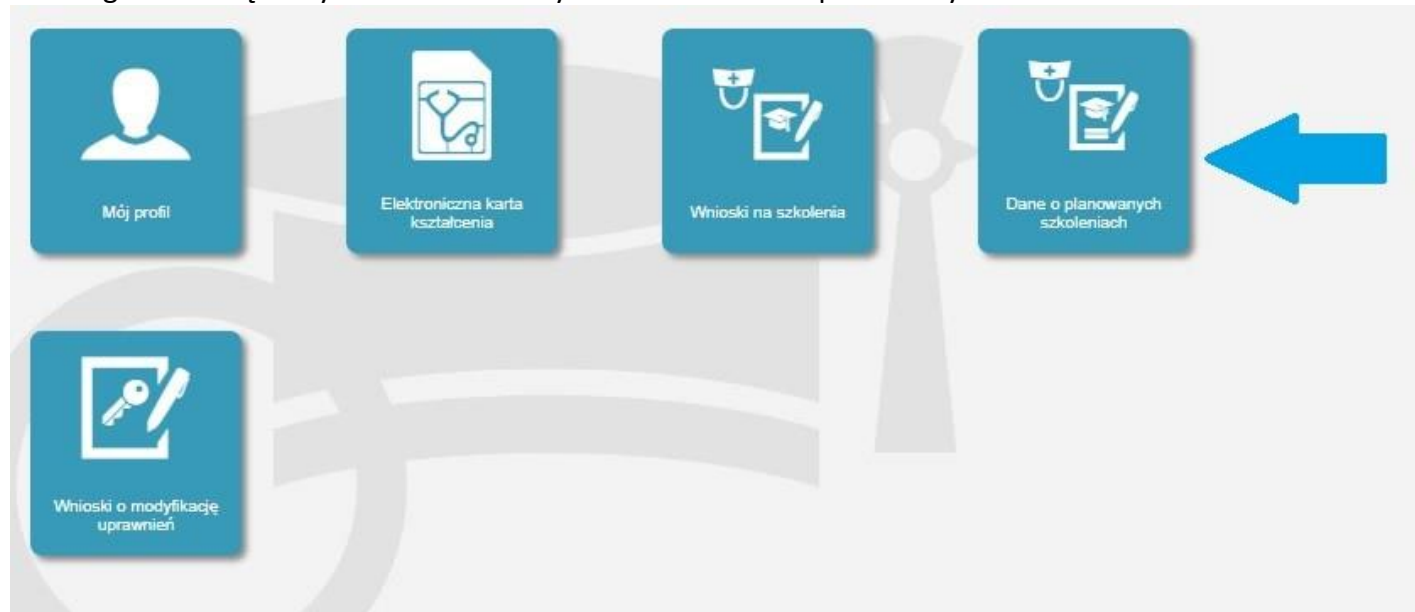 Mój profil
Elektroniczna karta
kształcenia
Wnioski na szkolenia
Dane o planowanych
szkoleniach
Wnioski o modyfikację
uprawnień